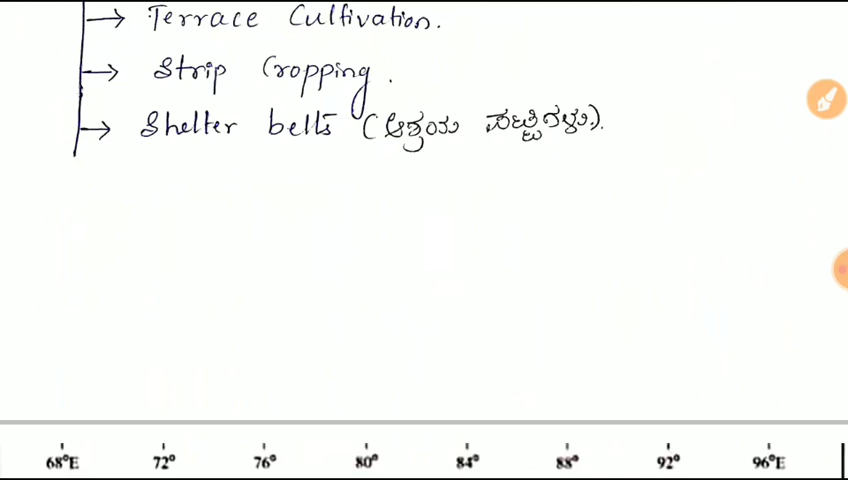 → Terrace Cultivation.
→ Strip Cropping.
→ Shelter belts (ಆಶ್ರಯ ಪಟ್ಟಿಗಳು).
68°E 72° 76° 80° 84° 88° 92° 96°E